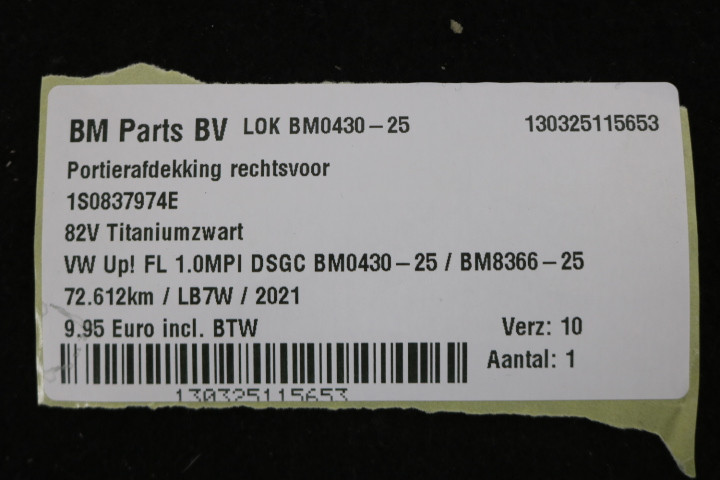 BM Parts BV LOK BM0430-25 130325115653
Portierafdekking rechtsvoor
1S0837974E
82V Titaniumzwart
VW Up! FL 1.0MPI DSGC BM0430-25 / BM8366-25
72.612km / LB7W / 2021
9.95 Euro incl. BTW Verz: 10
Aantal: 1
130325115653